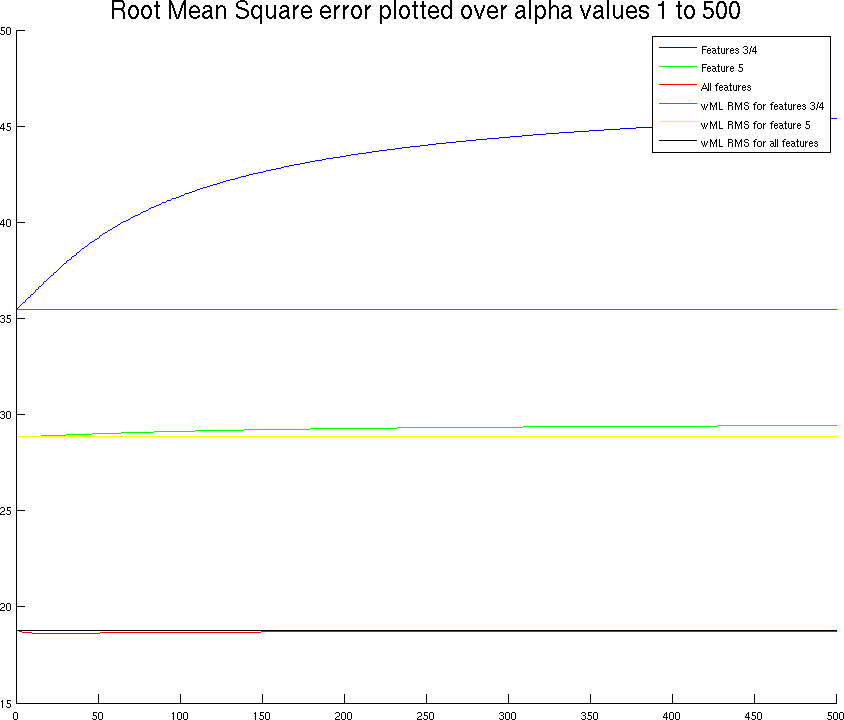 Root Mean Square error plotted over alpha values 1 to 500
50
45
40
35
30
25
20
15
0 50 100 150 200 250 300 350 400 450 500
Features 3/4
Feature 5
All features
wML RMS for features 3/4
wML RMS for feature 5
wML RMS for all features